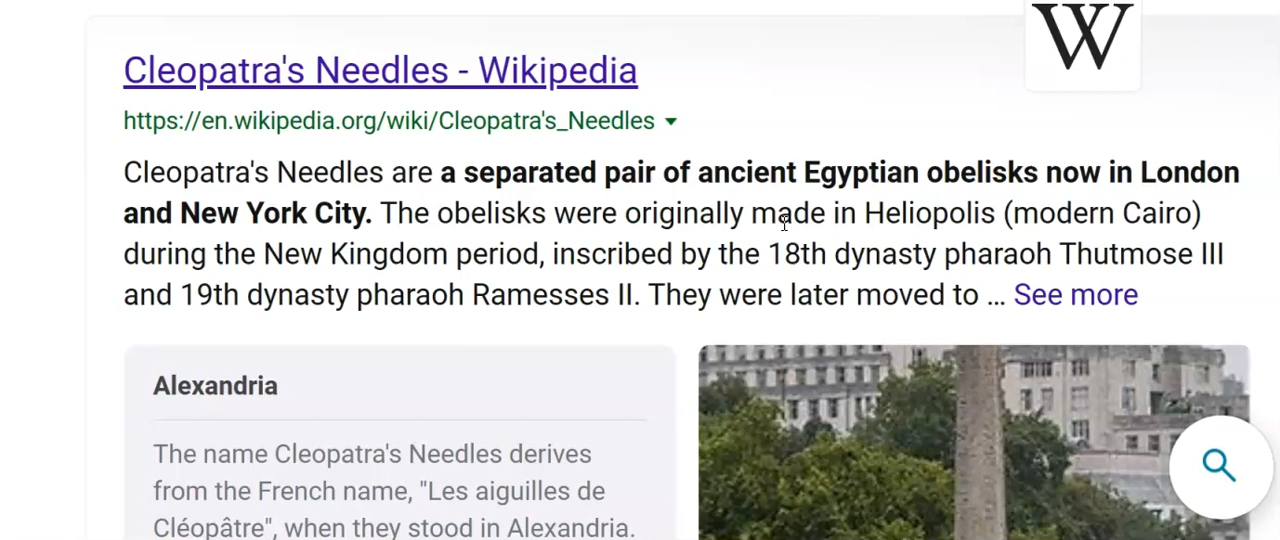 W
Cleopatra's Needles - Wikipedia
https://en.wikipedia.org/wiki/Cleopatra's_Needles
Cleopatra's Needles are a separated pair of ancient Egyptian obelisks now in London
and New York City. The obelisks were originally made in Heliopolis (modern Cairo)
during the New Kingdom period, inscribed by the 18th dynasty pharaoh Thutmose III
and 19th dynasty pharaoh Ramesses II. They were later moved to ... See more
Alexandria
The name Cleopatra's Needles derives
from the French name, "Les aiguilles de
Cléopâtre", when they stood in Alexandria.